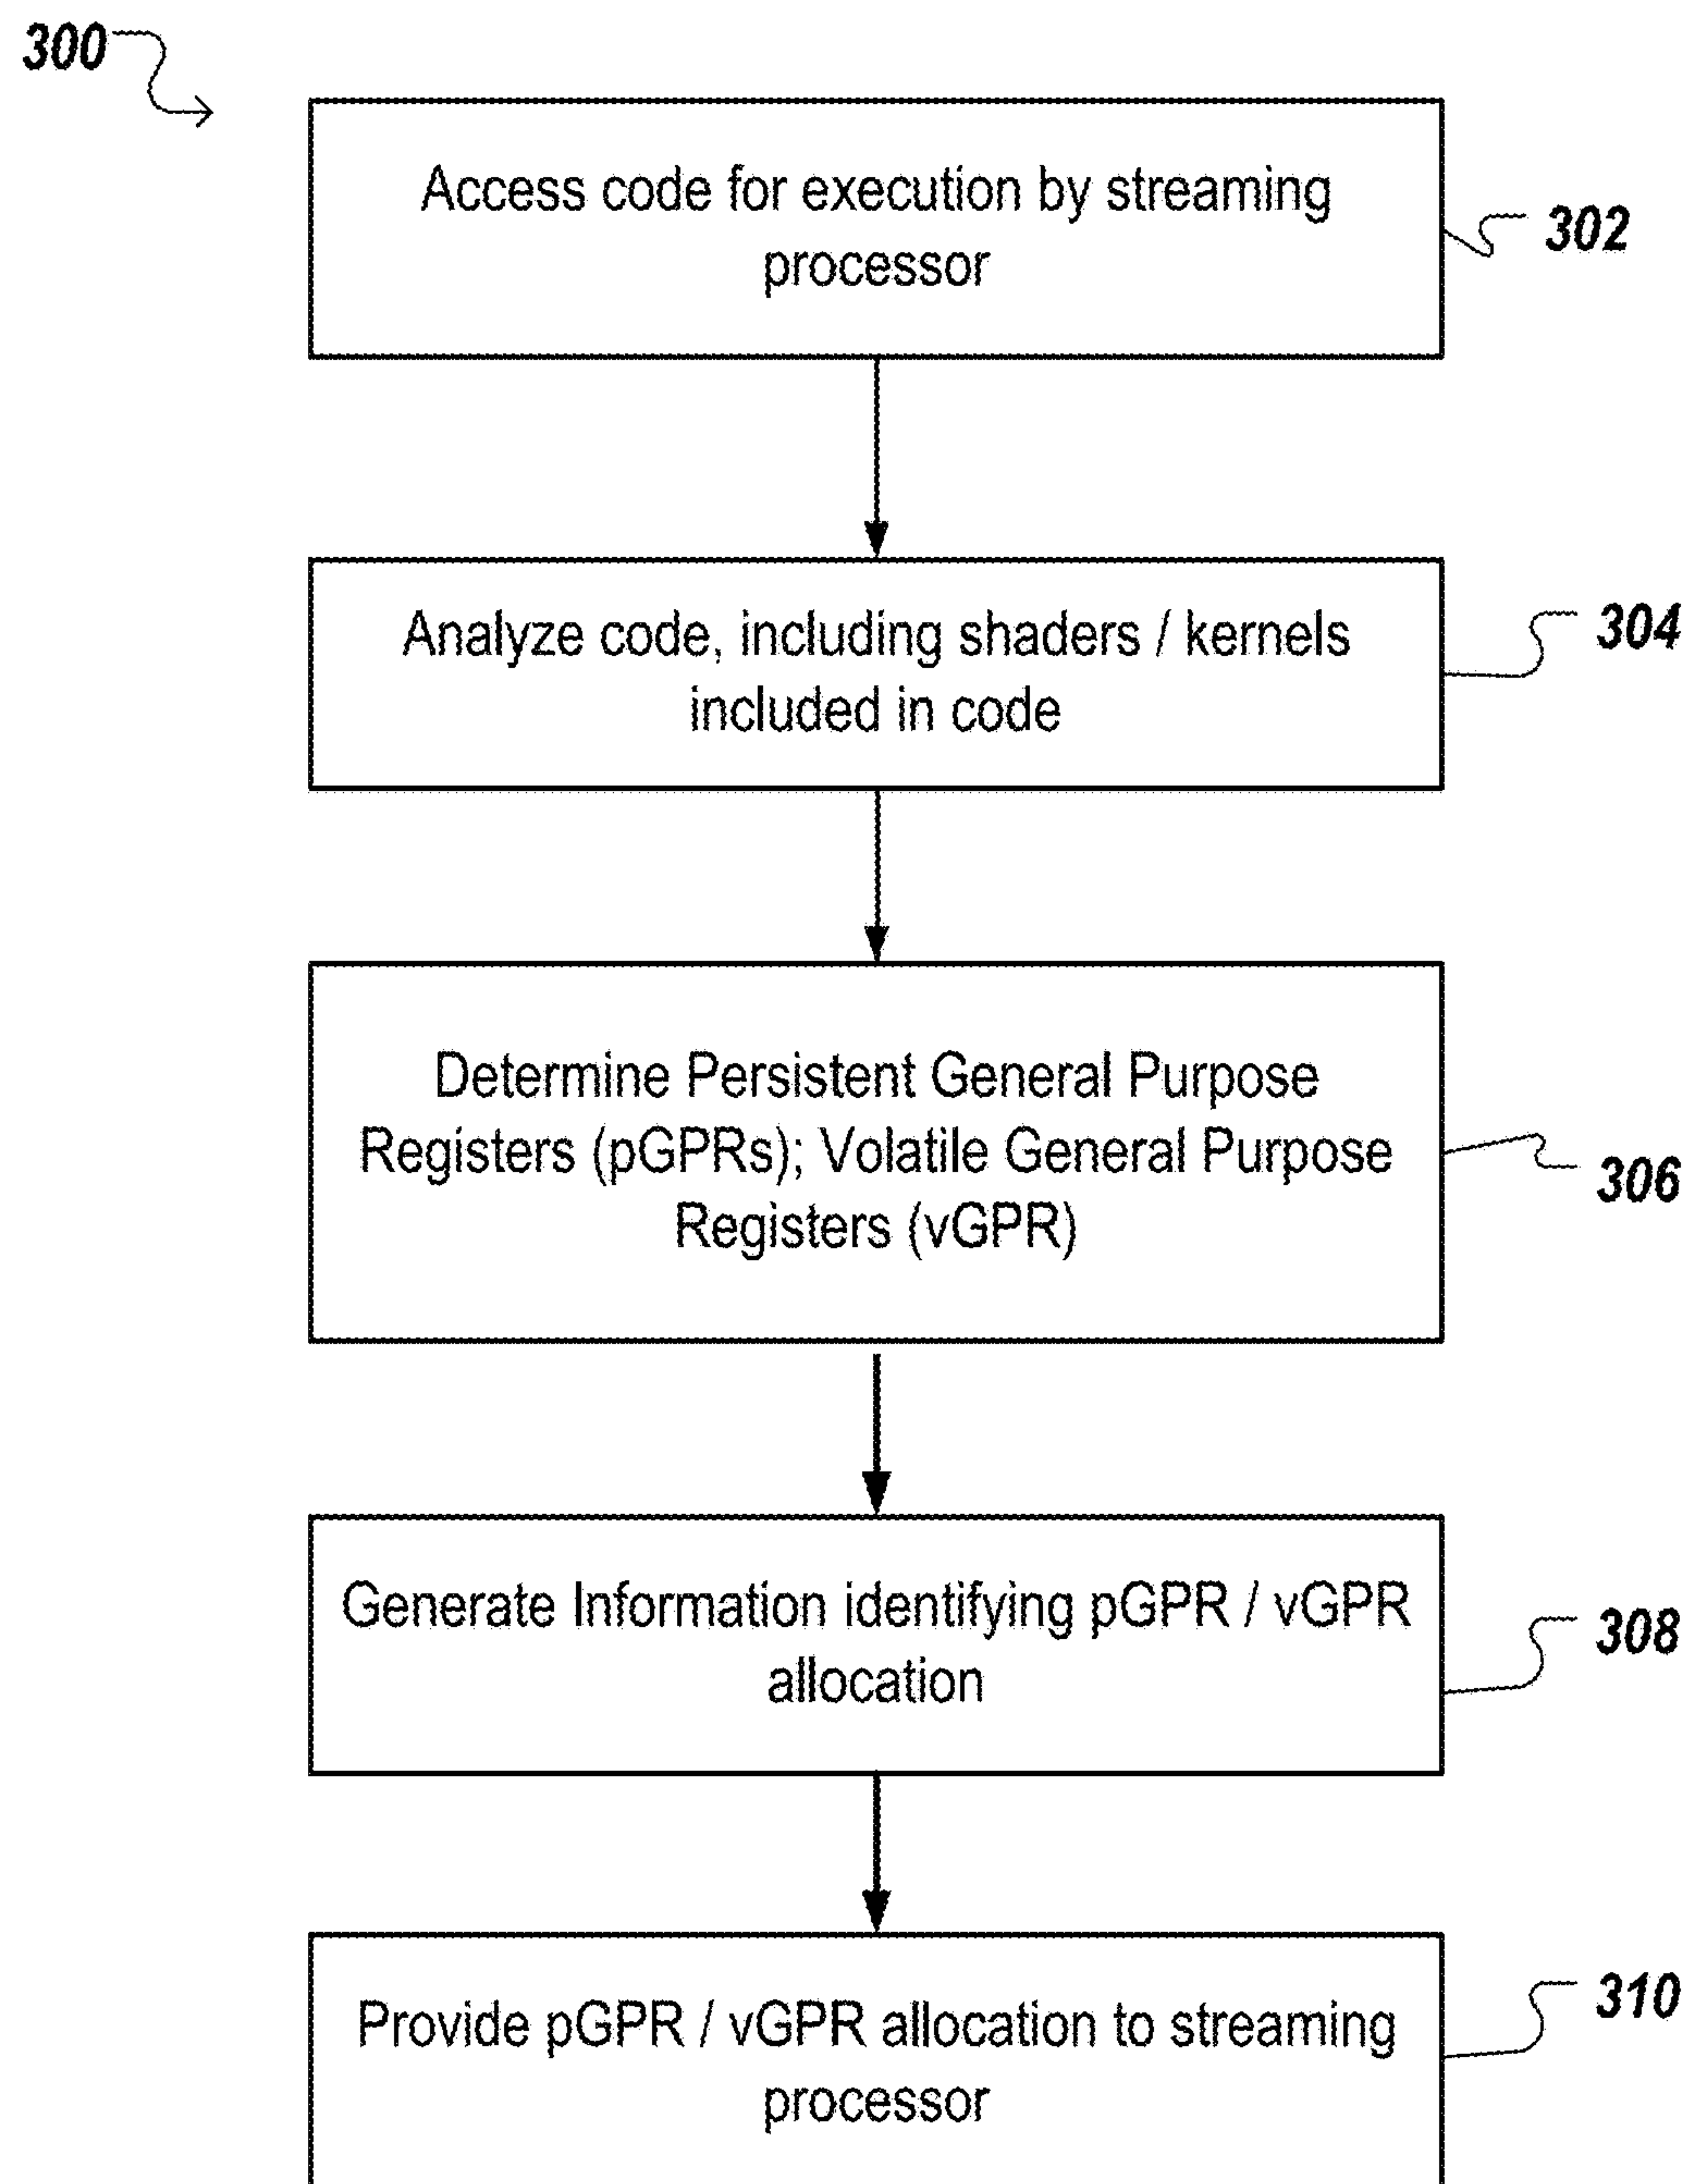 300
Access code for execution by streaming
processor
302
Analyze code, including shaders / kernels
included in code
304
Determine Persistent General Purpose
Registers (pGPRs); Volatile General Purpose
Registers (vGPR)
306
Generate Information identifying pGPR / vGPR
allocation
308
Provide pGPR / vGPR allocation to streaming
processor
310